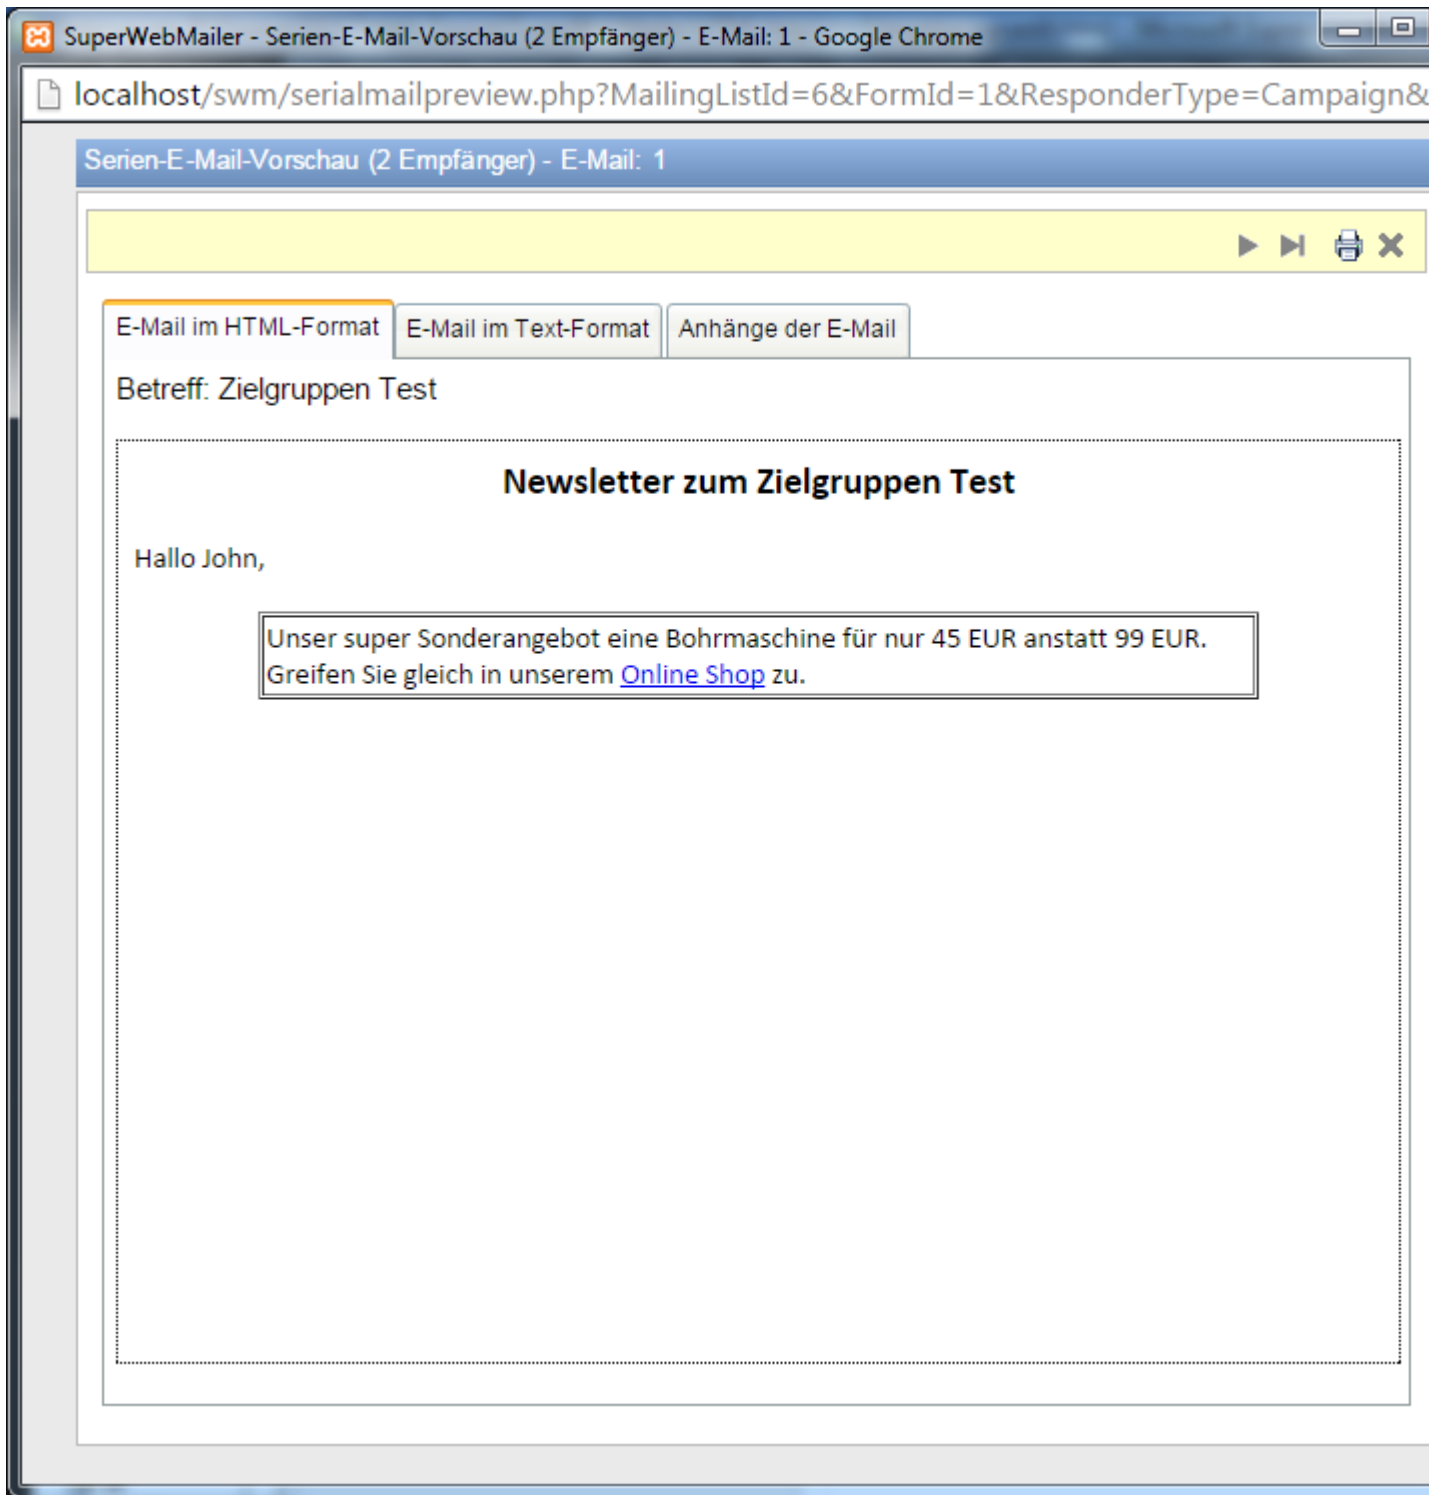 SuperWebMailer - Serien-E-Mail-Vorschau (2 Empfänger) - E-Mail: 1 - Google Chrome
localhost/swm/serialmailpreview.php?MailingListId=6&FormId=1&ResponderType=Campaign&
Serien-E-Mail-Vorschau (2 Empfänger) - E-Mail: 1
E-Mail im HTML-Format E-Mail im Text-Format Anhänge der E-Mail
Betreff: Zielgruppen Test
Newsletter zum Zielgruppen Test
Hallo John,
Unser super Sonderangebot eine Bohrmaschine für nur 45 EUR anstatt 99 EUR.
Greifen Sie gleich in unserem Online Shop zu.